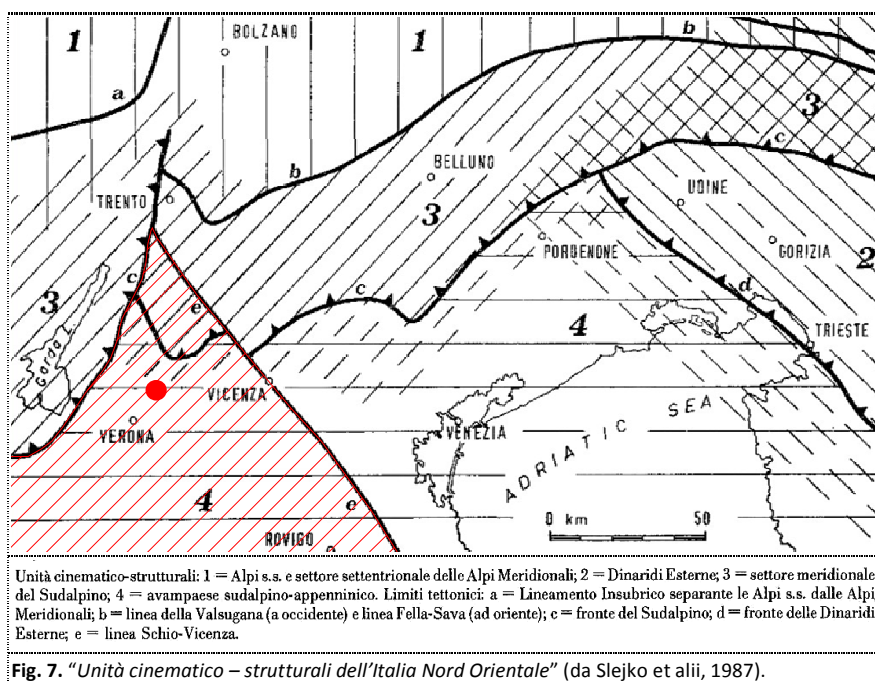 1
BOLZANO
1
b
a
3
c
BELLUNO
b
TRENTO
3
UDINE
PORDENONE
GORIZIA
2
c
3
e
c
d
Garda L.
4
TRIESTE
VICENZA
VERONA
VENEZIA
ADRIATIC SEA
4
e
0 km 50
ROVIGO
Unità cinematico-strutturali: 1 = Alpi s.s. e settore settentrionale delle Alpi Meridionali; 2 = Dinaridi Esterne; 3 = settore meridionale
del Sudalpino; 4 = avampaese sudalpino-appenninico. Limiti tettonici: a = Lineamento Insubrico separante le Alpi s.s. dalle Alpi
Meridionali; b = linea della Valsugana (a occidente) e linea Fella-Sava (ad oriente); c = fronte del Sudalpino; d = fronte delle Dinaridi
Esterne; e = linea Schio-Vicenza.
Fig. 7. “Unità cinematico – strutturali dell’Italia Nord Orientale” (da Slejko et alii, 1987).